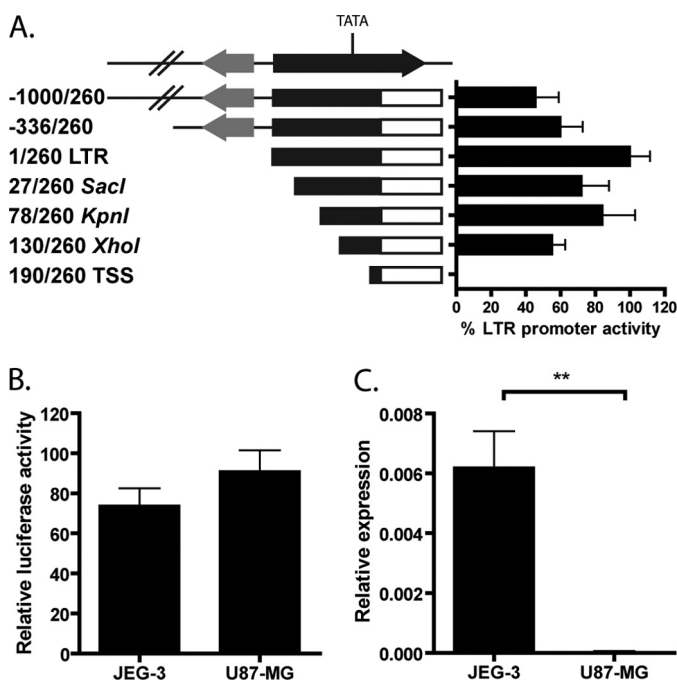 A.
TATA
-1000/260
-336/260
1/260 LTR
27/260 SacI
78/260 KpnI
130/260 XhoI
190/260 TSS
0 20 40 60 80 100 120
% LTR promoter activity
B.
Relative luciferase activity
120
100
80
60
40
20
0
JEG-3 U87-MG
C.
**
Relative expression
0.008
0.006
0.004
0.002
0.000
JEG-3 U87-MG